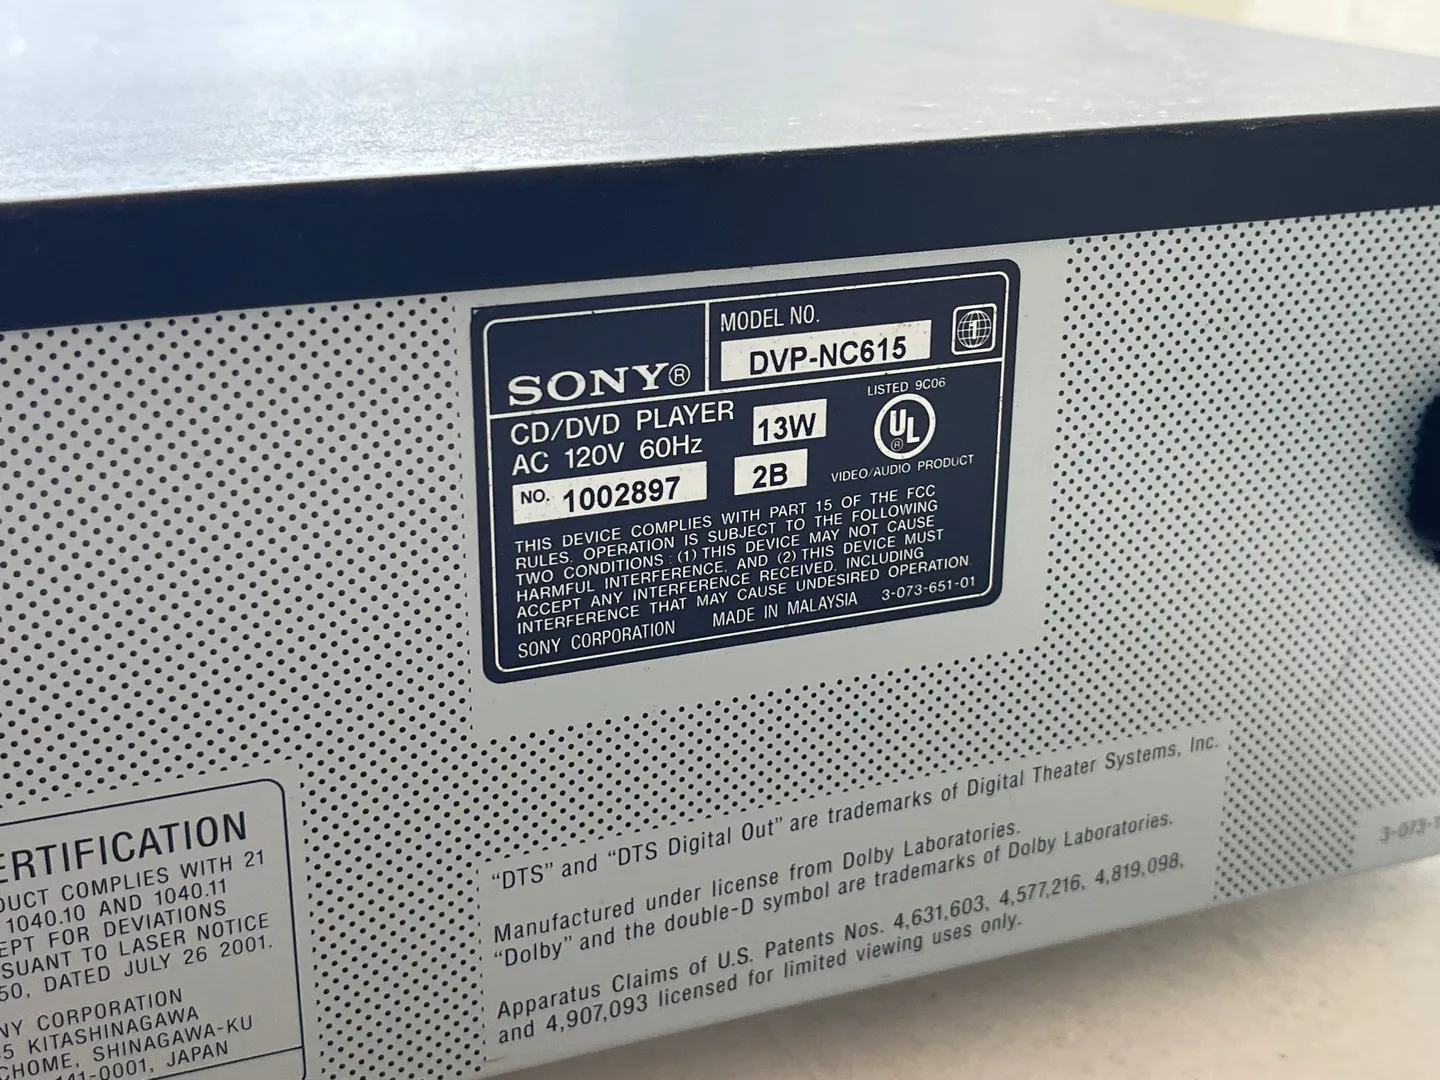 SONY®
MODEL NO.
DVP-NC615
1
CD/DVD PLAYER
AC 120V 60Hz
13W
NO. 1002897
2B
LISTED 9C06
UL®
VIDEO/AUDIO PRODUCT
THIS DEVICE COMPLIES WITH PART 15 OF THE FCC
RULES. OPERATION IS SUBJECT TO THE FOLLOWING
TWO CONDITIONS : (1) THIS DEVICE MAY NOT CAUSE
HARMFUL INTERFERENCE, AND (2) THIS DEVICE MUST
ACCEPT ANY INTERFERENCE RECEIVED, INCLUDING
INTERFERENCE THAT MAY CAUSE UNDESIRED OPERATION.
SONY CORPORATION MADE IN MALAYSIA 3-073-651-01
"DTS" and "DTS Digital Out" are trademarks of Digital Theater Systems, Inc.
Manufactured under license from Dolby Laboratories.
"Dolby" and the double-D symbol are trademarks of Dolby Laboratories.
Apparatus Claims of U.S. Patents Nos. 4,631,603, 4,577,216, 4,819,098,
and 4,907,093 licensed for limited viewing uses only.
ERTIFICATION
DUCT COMPLIES WITH 21
1040.10 AND 1040.11
EPT FOR DEVIATIONS
SUANT TO LASER NOTICE
50, DATED JULY 26 2001.
NY CORPORATION
35 KITASHINAGAWA
CHOME, SHINAGAWA-KU
141-0001, JAPAN
3-073-1